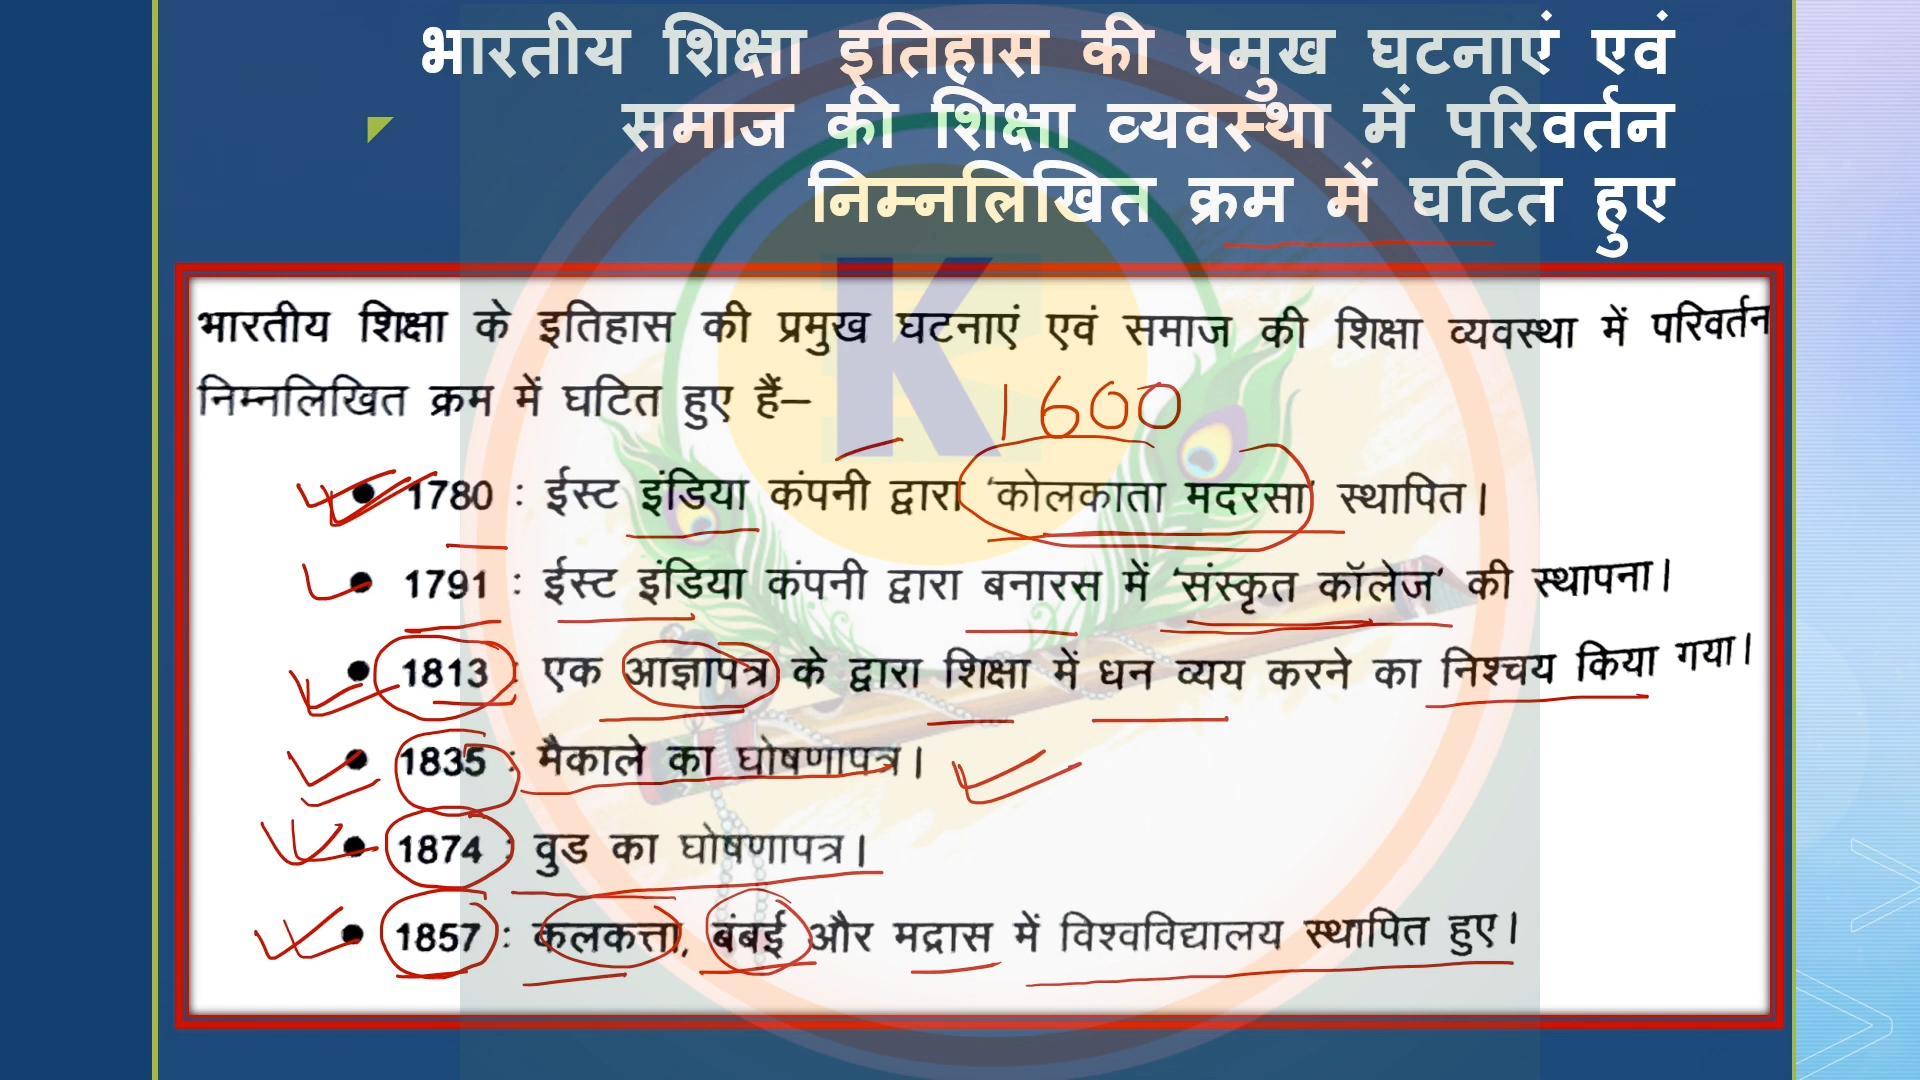 भारतीय शिक्षा इतिहास की प्रमुख घटनाएं एवं
समाज की शिक्षा व्यवस्था में परिवर्तन
निम्नलिखित क्रम में घटित हुए
भारतीय शिक्षा के इतिहास की प्रमुख घटनाएं एवं समाज की शिक्षा व्यवस्था में परिवर्तन
निम्नलिखित क्रम में घटित हुए हैं–
1600
• 1780 : ईस्ट इंडिया कंपनी द्वारा 'कोलकाता मदरसा' स्थापित।
• 1791 : ईस्ट इंडिया कंपनी द्वारा बनारस में 'संस्कृत कॉलेज' की स्थापना।
• 1813 : एक आज्ञापत्र के द्वारा शिक्षा में धन व्यय करने का निश्चय किया गया।
• 1835 : मैकाले का घोषणापत्र।
• 1874 : वुड का घोषणापत्र।
• 1857 : कलकत्ता, बंबई और मद्रास में विश्वविद्यालय स्थापित हुए।
K